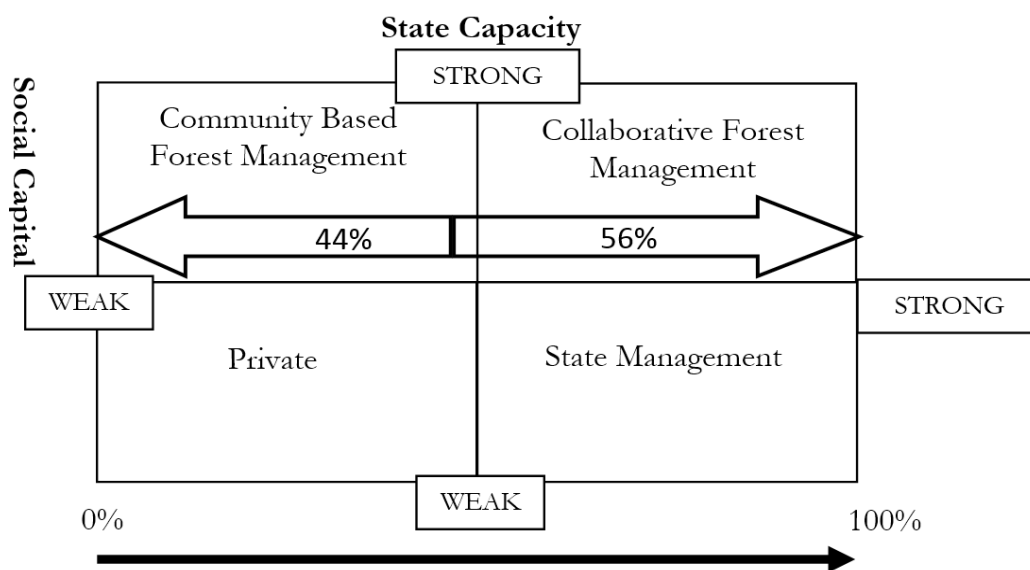 State Capacity
STRONG
Social Capital
Community Based
Forest Management
Collaborative Forest
Management
44%
56%
WEAK
STRONG
Private
State Management
WEAK
0%
100%